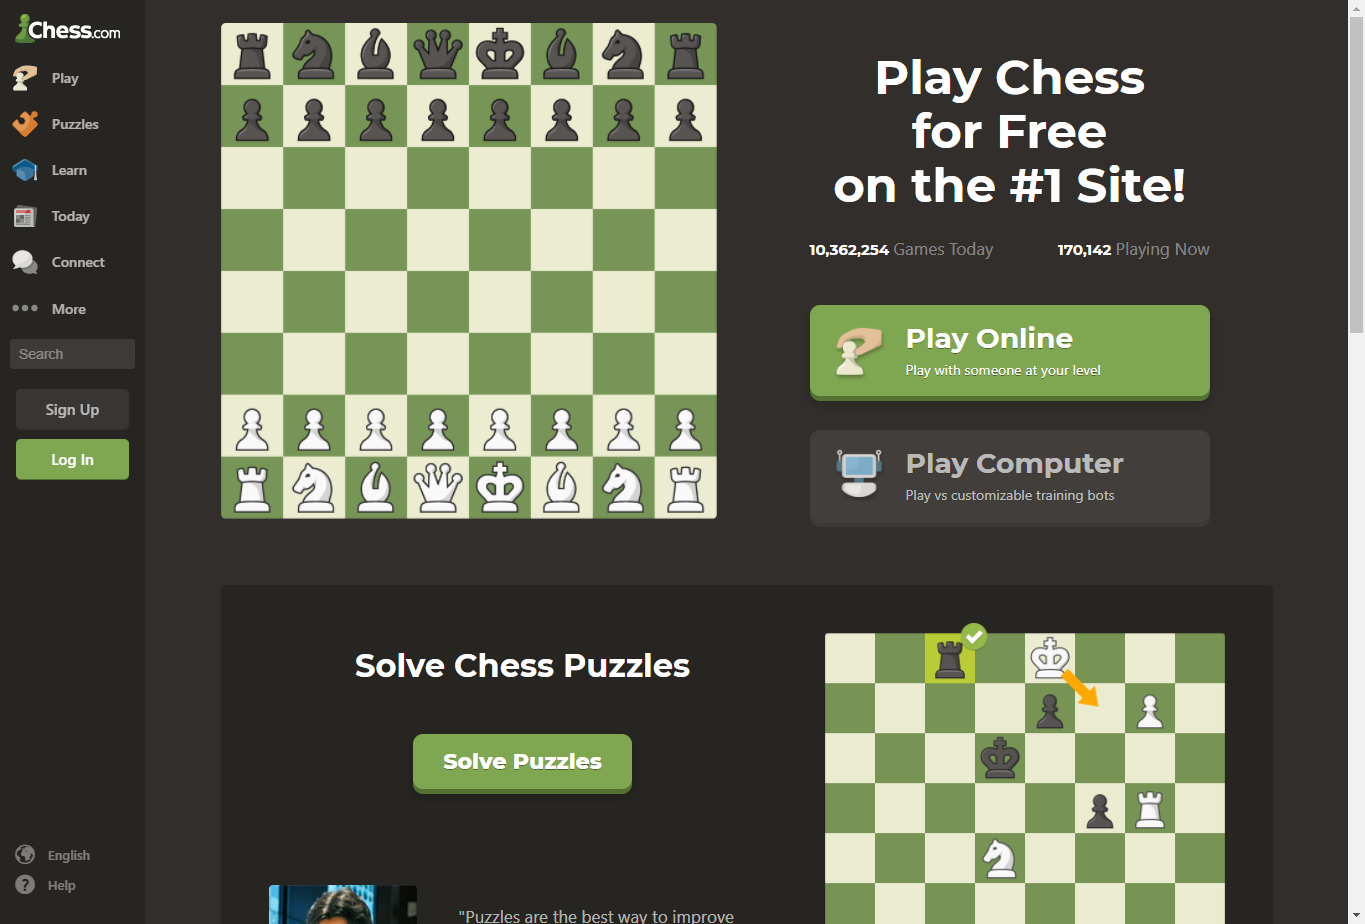 Chess.com
Play
Puzzles
Learn
Today
Connect
More
Search
Sign Up
Log In
English
Help
Play Chess
for Free
on the #1 Site!
10,362,254 Games Today
170,142 Playing Now
Play Online
Play with someone at your level
Play Computer
Play vs customizable training bots
Solve Chess Puzzles
Solve Puzzles
"Puzzles are the best way to improve